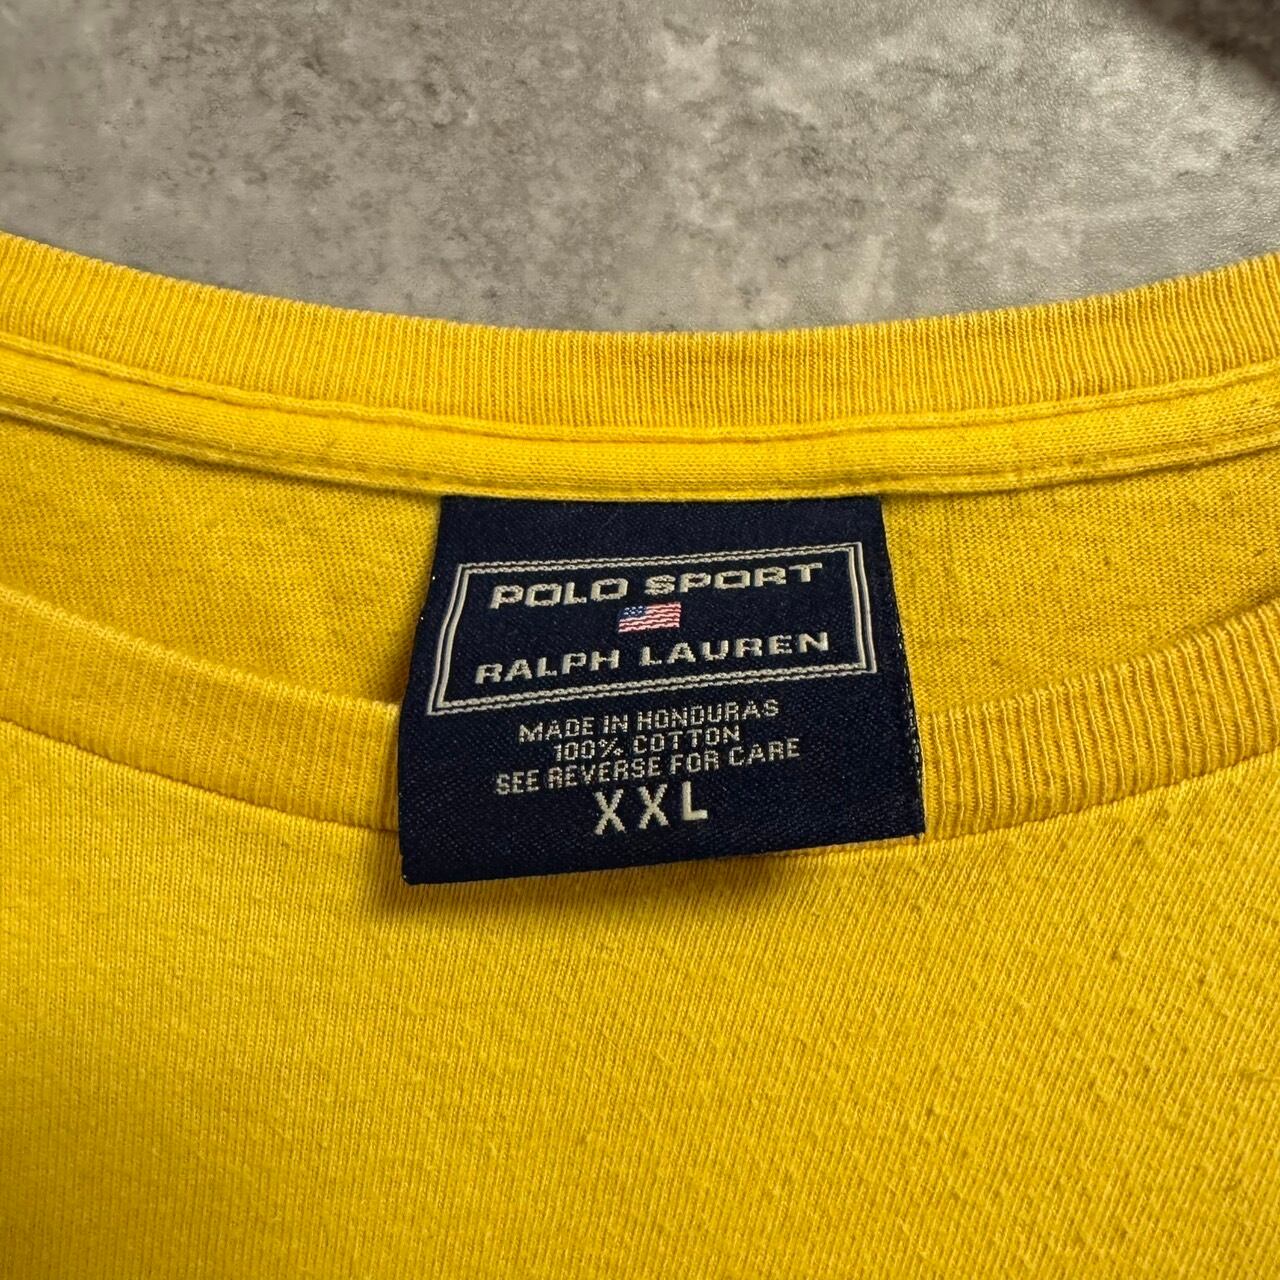 POLO SPORT
RALPH LAUREN
MADE IN HONDURAS
100% COTTON
SEE REVERSE FOR CARE
XXL